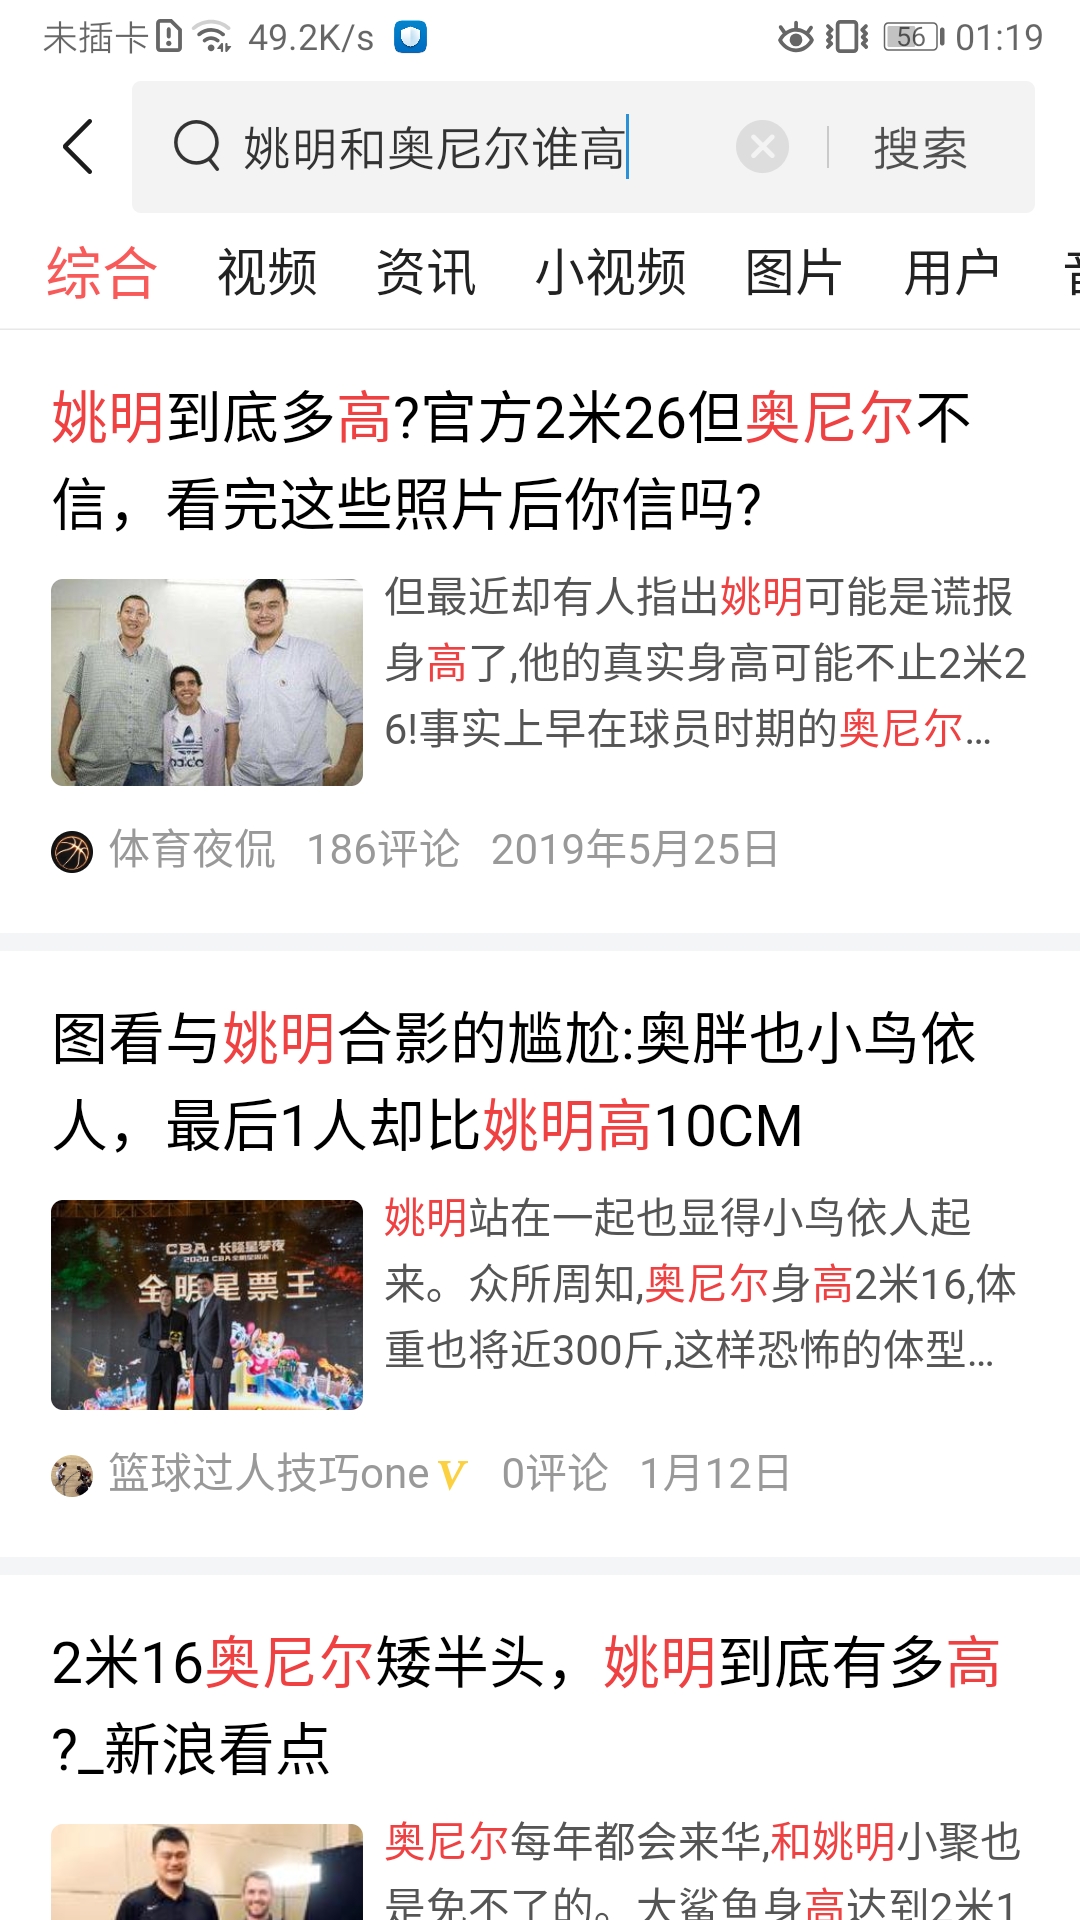 未插卡 49.2K/s 56 01:19
姚明和奥尼尔谁高 搜索
综合 视频 资讯 小视频 图片 用户
姚明到底多高?官方2米26但奥尼尔不
信，看完这些照片后你信吗?
但最近却有人指出姚明可能是谎报
身高了,他的真实身高可能不止2米2
6!事实上早在球员时期的奥尼尔...
体育夜侃 186评论 2019年5月25日
图看与姚明合影的尴尬:奥胖也小鸟依
人，最后1人却比姚明高10CM
CBA·长隆星梦夜
2020 CBA全明星周末
全明星票王
姚明站在一起也显得小鸟依人起
来。众所周知,奥尼尔身高2米16,体
重也将近300斤,这样恐怖的体型...
篮球过人技巧one V 0评论 1月12日
2米16奥尼尔矮半头，姚明到底有多高
?_新浪看点
奥尼尔每年都会来华,和姚明小聚也
是免不了的。大鲨鱼身高达到2米1